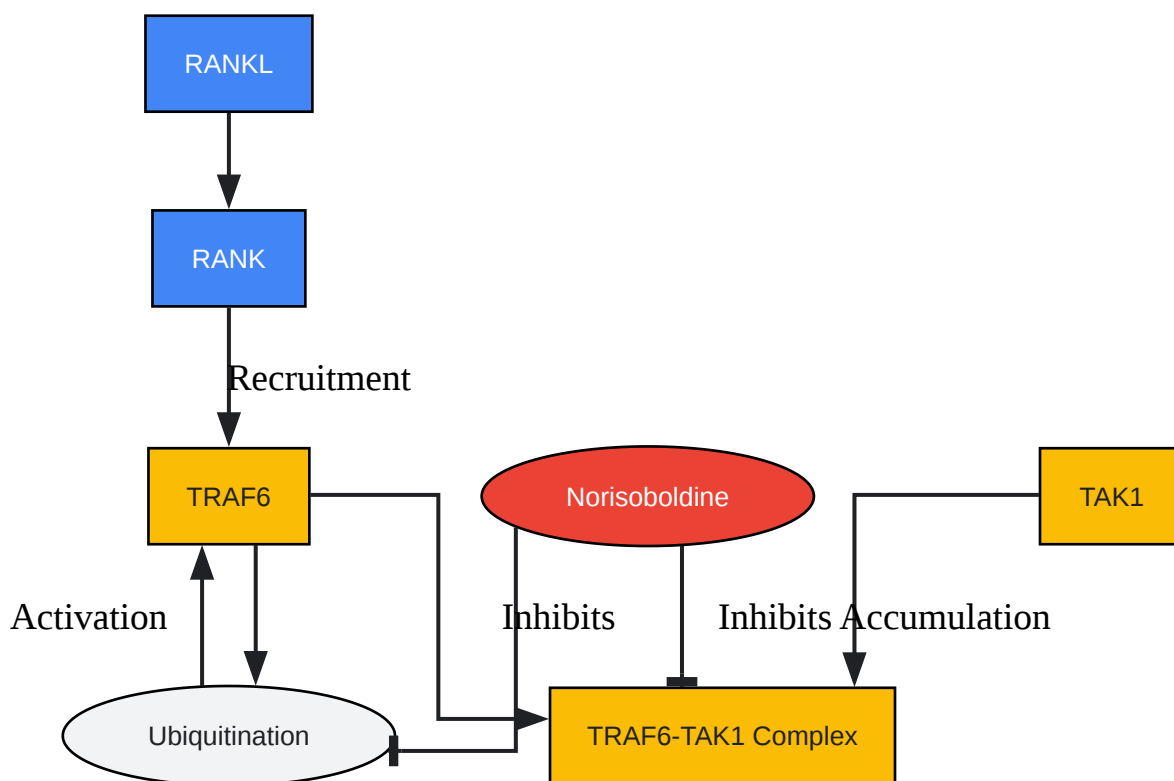 RANKL
RANK
Recruitment
TRAF6
Norisoboldine
TAK1
Activation
Inhibits
Inhibits Accumulation
Ubiquitination
TRAF6-TAK1 Complex